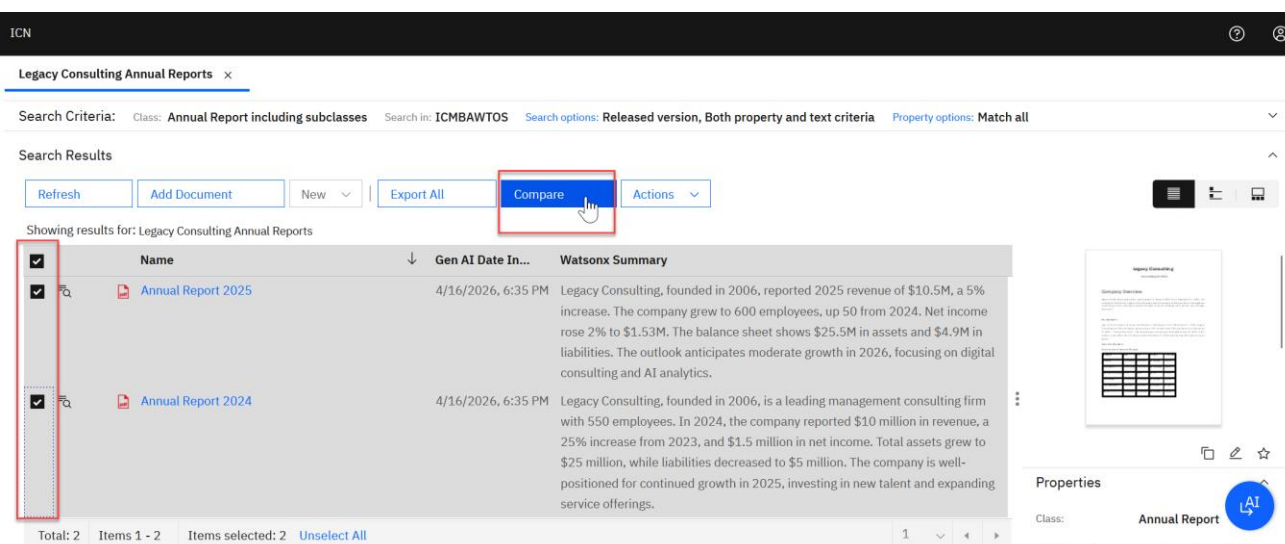 ICN
Legacy Consulting Annual Reports ×
Search Criteria: Class: Annual Report including subclasses Search in: ICMBAWTOS Search options: Released version, Both property and text criteria Property options: Match all
Search Results
Refresh Add Document New Export All Compare Actions
Showing results for: Legacy Consulting Annual Reports
Name Gen AI Date In... Watsonx Summary
Annual Report 2025 4/16/2026, 6:35 PM Legacy Consulting, founded in 2006, reported 2025 revenue of $10.5M, a 5%
increase. The company grew to 600 employees, up 50 from 2024. Net income
rose 2% to $1.53M. The balance sheet shows $25.5M in assets and $4.9M in
liabilities. The outlook anticipates moderate growth in 2026, focusing on digital
consulting and AI analytics.
Annual Report 2024 4/16/2026, 6:35 PM Legacy Consulting, founded in 2006, is a leading management consulting firm
with 550 employees. In 2024, the company reported $10 million in revenue, a
25% increase from 2023, and $1.5 million in net income. Total assets grew to
$25 million, while liabilities decreased to $5 million. The company is well-
positioned for continued growth in 2025, investing in new talent and expanding
service offerings.
Total: 2 Items 1 - 2 Items selected: 2 Unselect All 1
Legacy Consulting
Company Overview
Properties
Class: Annual Report
AI